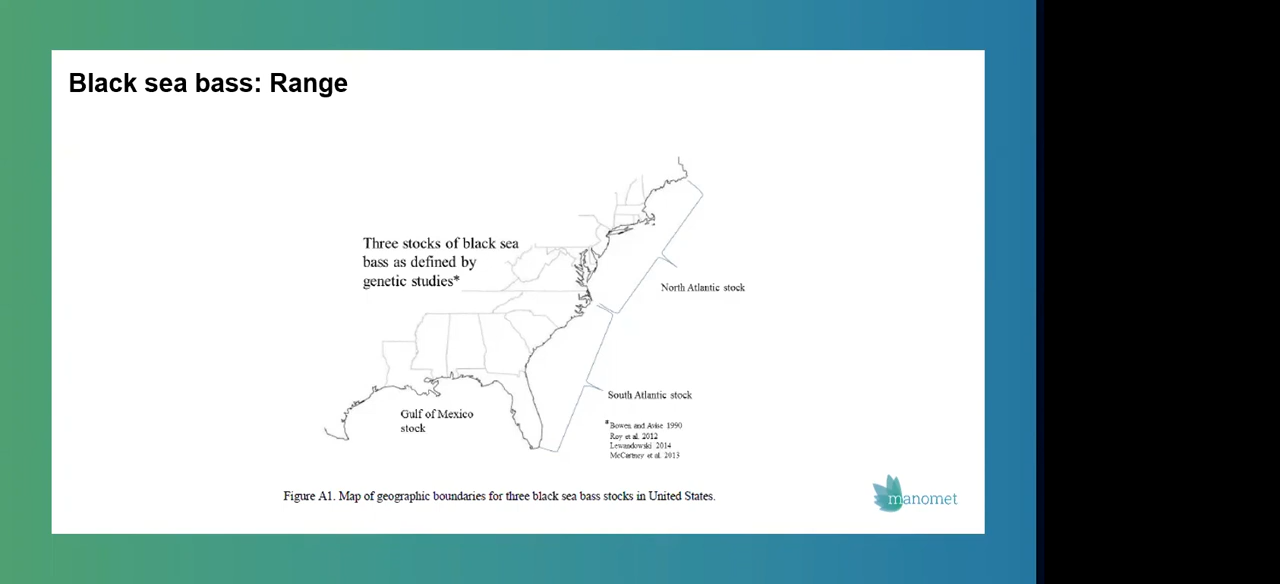 Black sea bass: Range
Three stocks of black sea
bass as defined by
genetic studies*
North Atlantic stock
South Atlantic stock
Gulf of Mexico
stock
*Bowen and Avise 1990
Roy et al. 2012
Lewandowski 2014
McCartney et al. 2013
Figure A1. Map of geographic boundaries for three black sea bass stocks in United States.
manomet